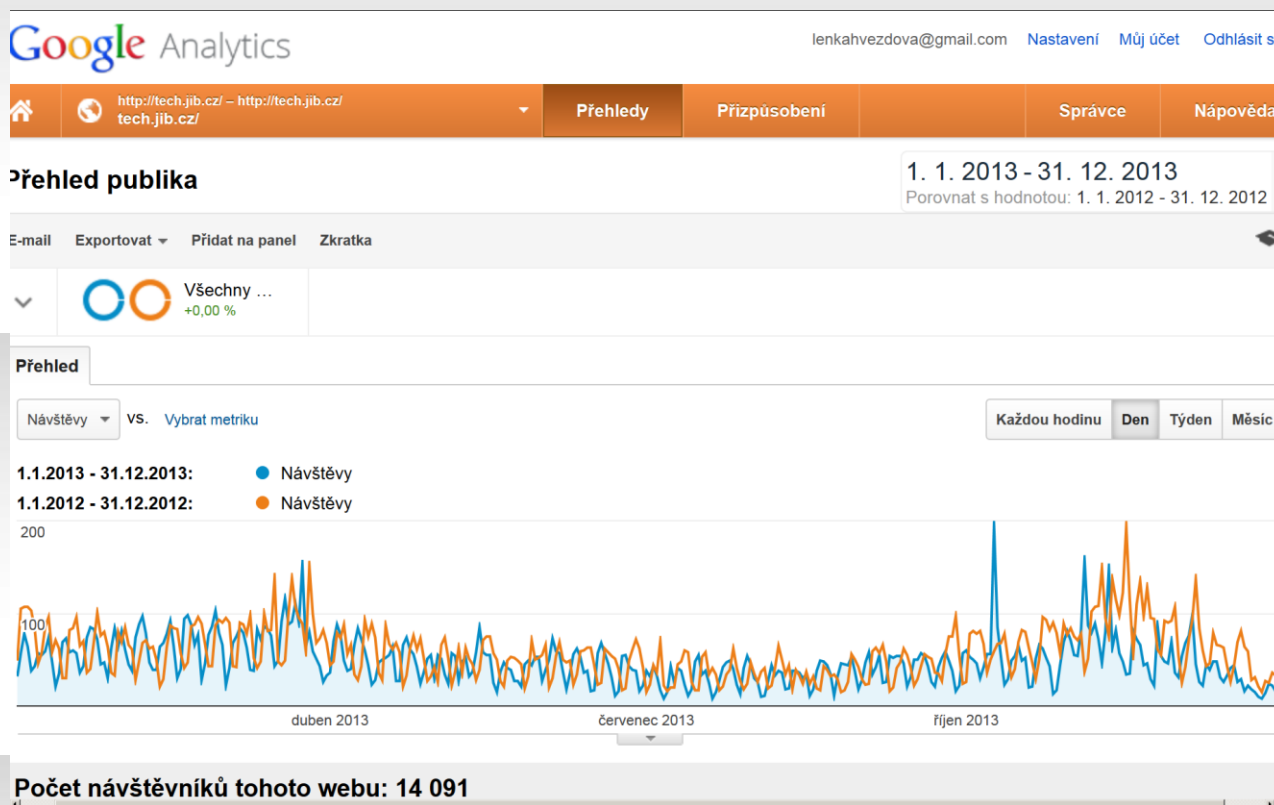 Google Analytics
lenkahvezdova@gmail.com Nastavení Můj účet Odhlásit s
http://tech.jib.cz/ – http://tech.jib.cz/
tech.jib.cz/
Přehledy Přizpůsobení Správce Nápověda
Přehled publika
1. 1. 2013 - 31. 12. 2013
Porovnat s hodnotou: 1. 1. 2012 - 31. 12. 2012
E-mail Exportovat Přidat na panel Zkratka
Všechny …
+0,00 %
Přehled
Návštěvy VS. Vybrat metriku
Každou hodinu Den Týden Měsíc
1.1.2013 - 31.12.2013: Návštěvy
1.1.2012 - 31.12.2012: Návštěvy
200
100
duben 2013 červenec 2013 říjen 2013
Počet návštěvníků tohoto webu: 14 091